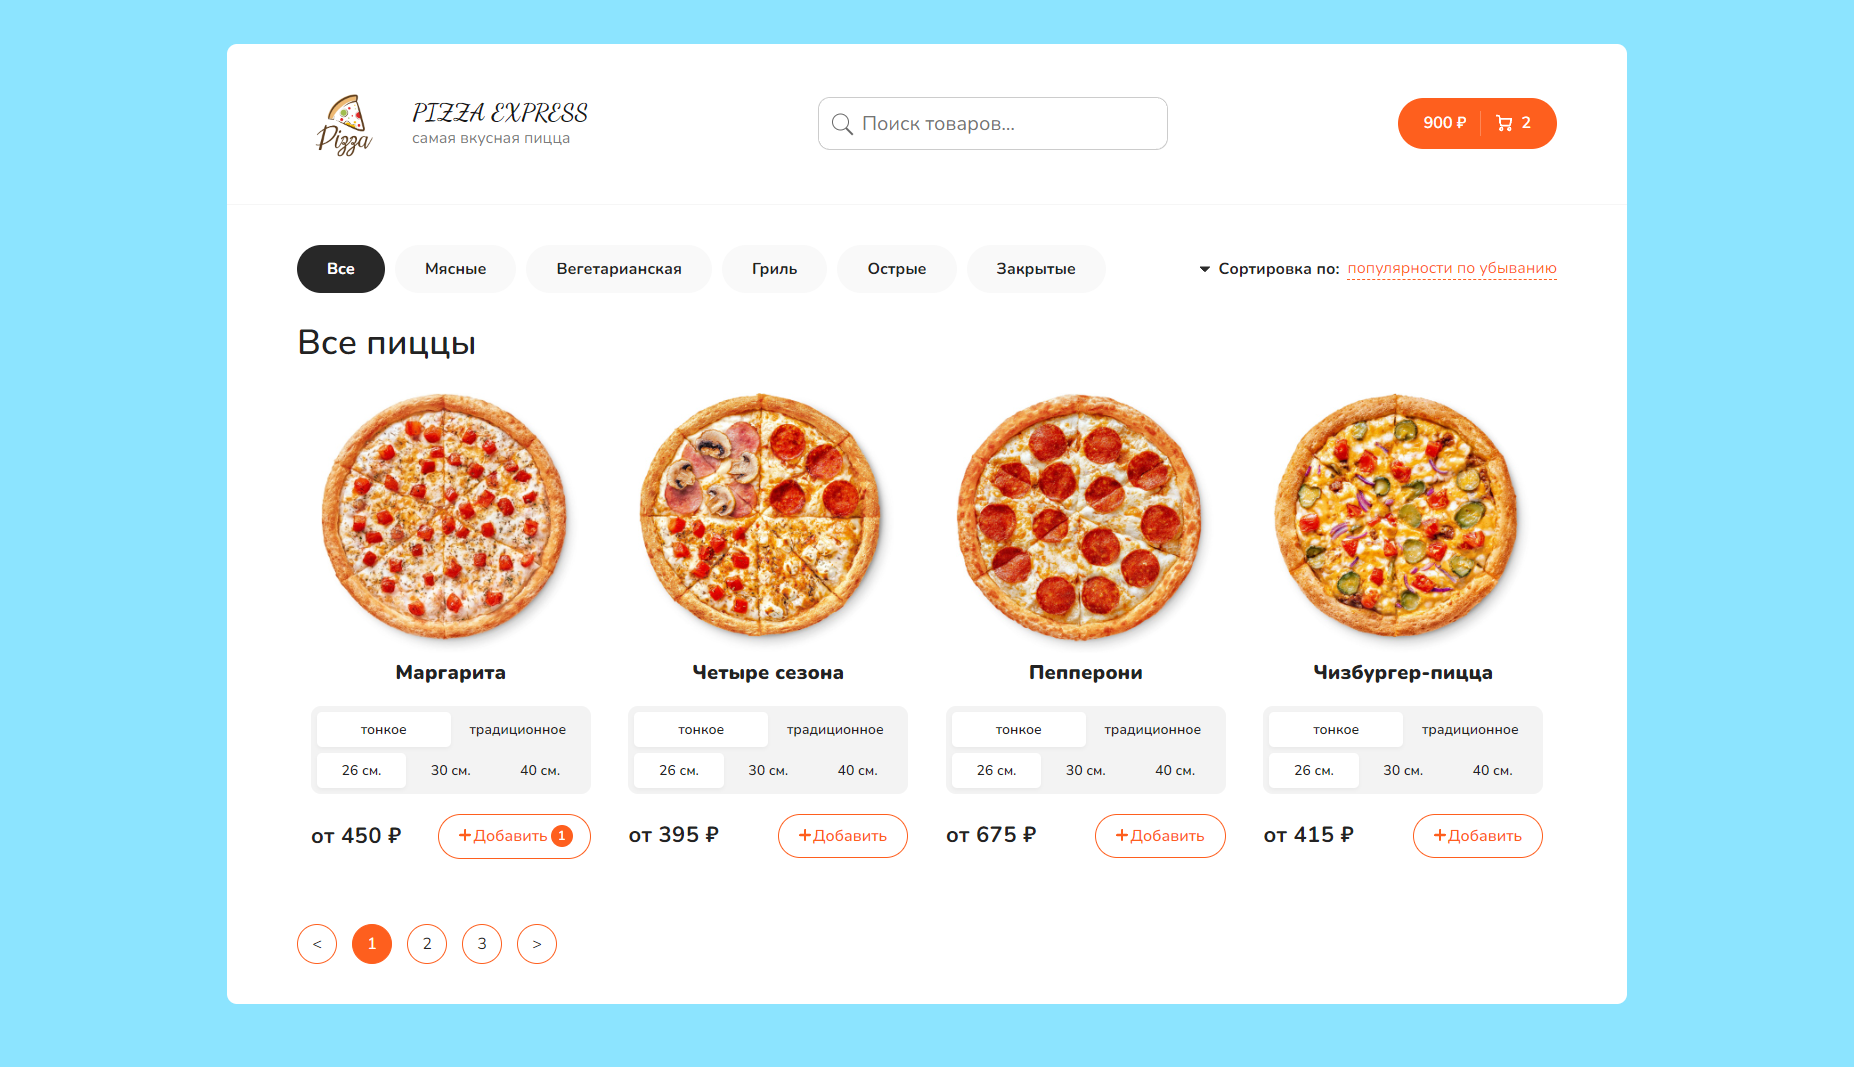 Pizza
PIZZA EXPRESS
самая вкусная пицца
Поиск товаров...
900 ₽ 2
Все Мясные Вегетарианская Гриль Острые Закрытые Сортировка по: популярности по убыванию
Все пиццы
Маргарита Четыре сезона Пепперони Чизбургер-пицца
тонкое традиционное тонкое традиционное тонкое традиционное тонкое традиционное
26 см. 30 см. 40 см. 26 см. 30 см. 40 см. 26 см. 30 см. 40 см. 26 см. 30 см. 40 см.
от 450 ₽ +Добавить 1 от 395 ₽ +Добавить от 675 ₽ +Добавить от 415 ₽ +Добавить
< 1 2 3 >